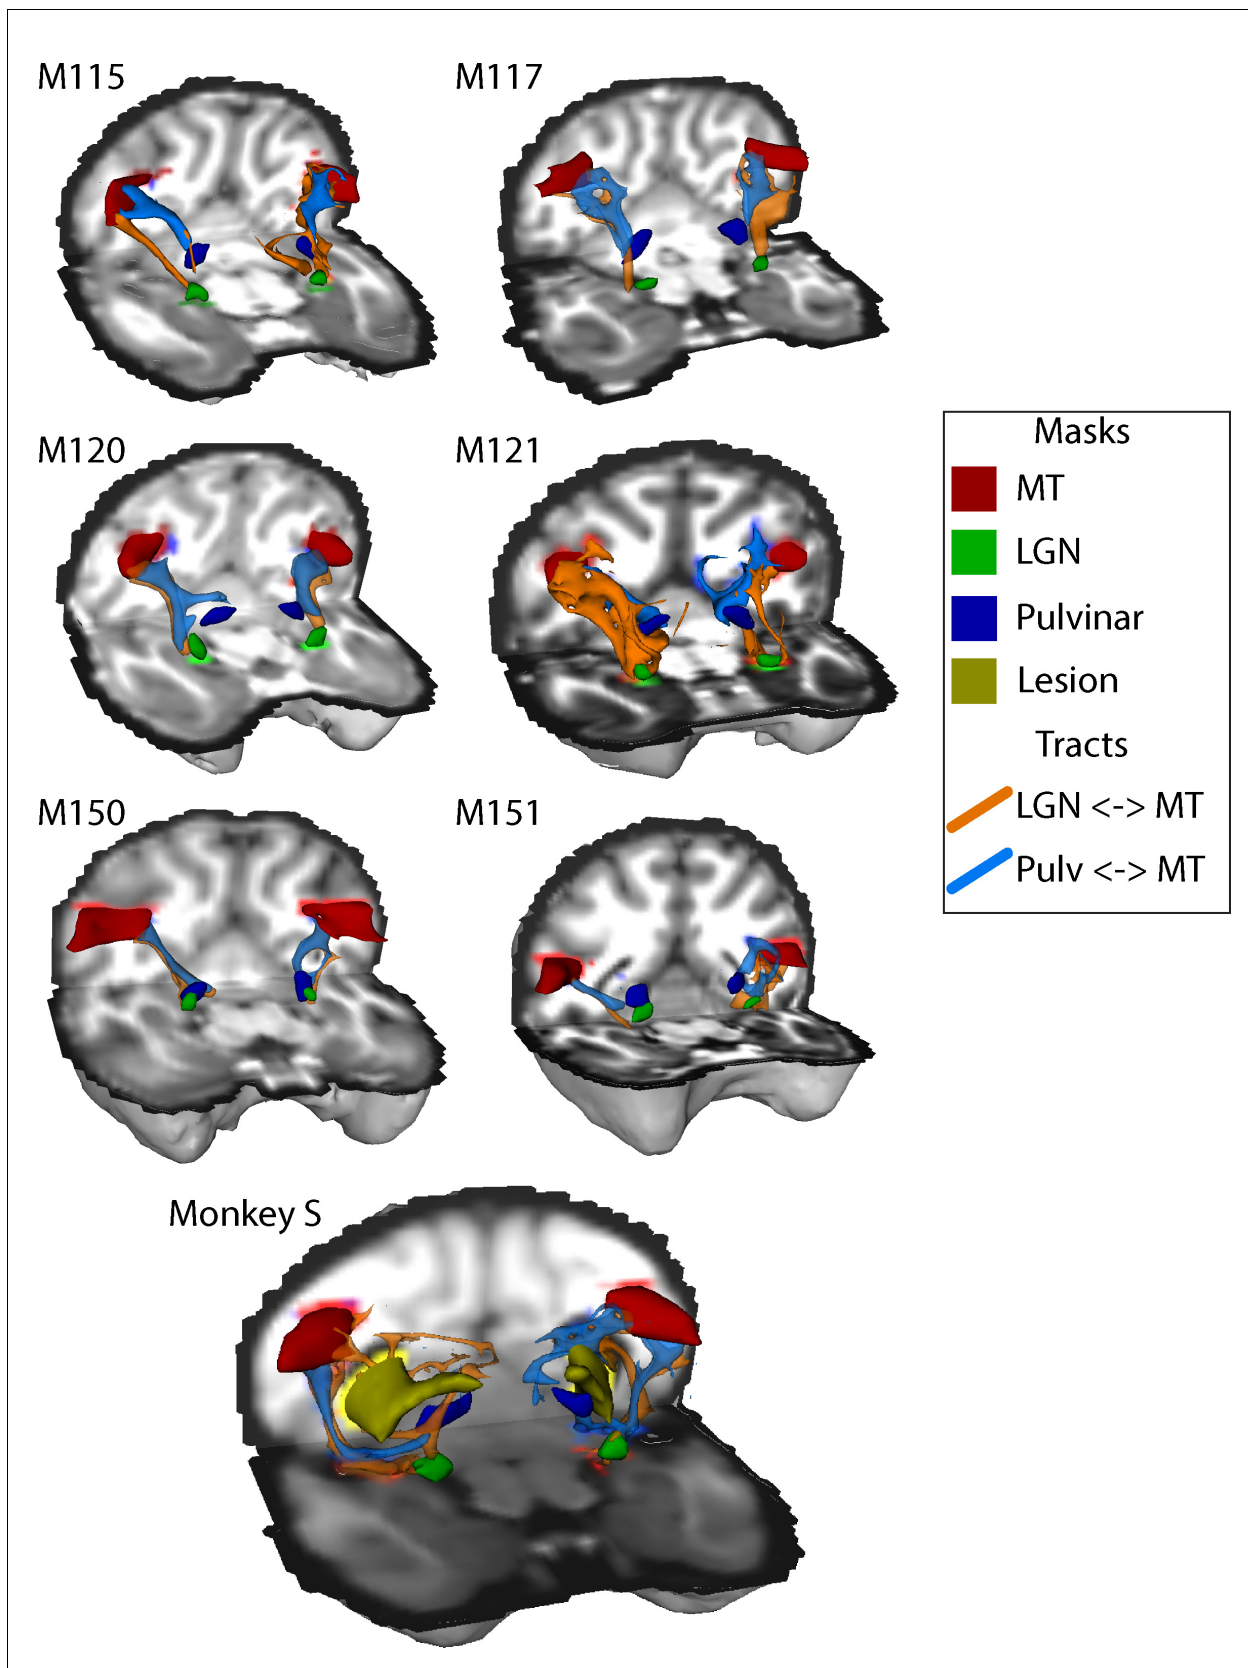 M115
M117
M120
M121
Masks
MT
LGN
Pulvinar
Lesion
Tracts
LGN <-> MT
Pulv <-> MT
M150
M151
Monkey S